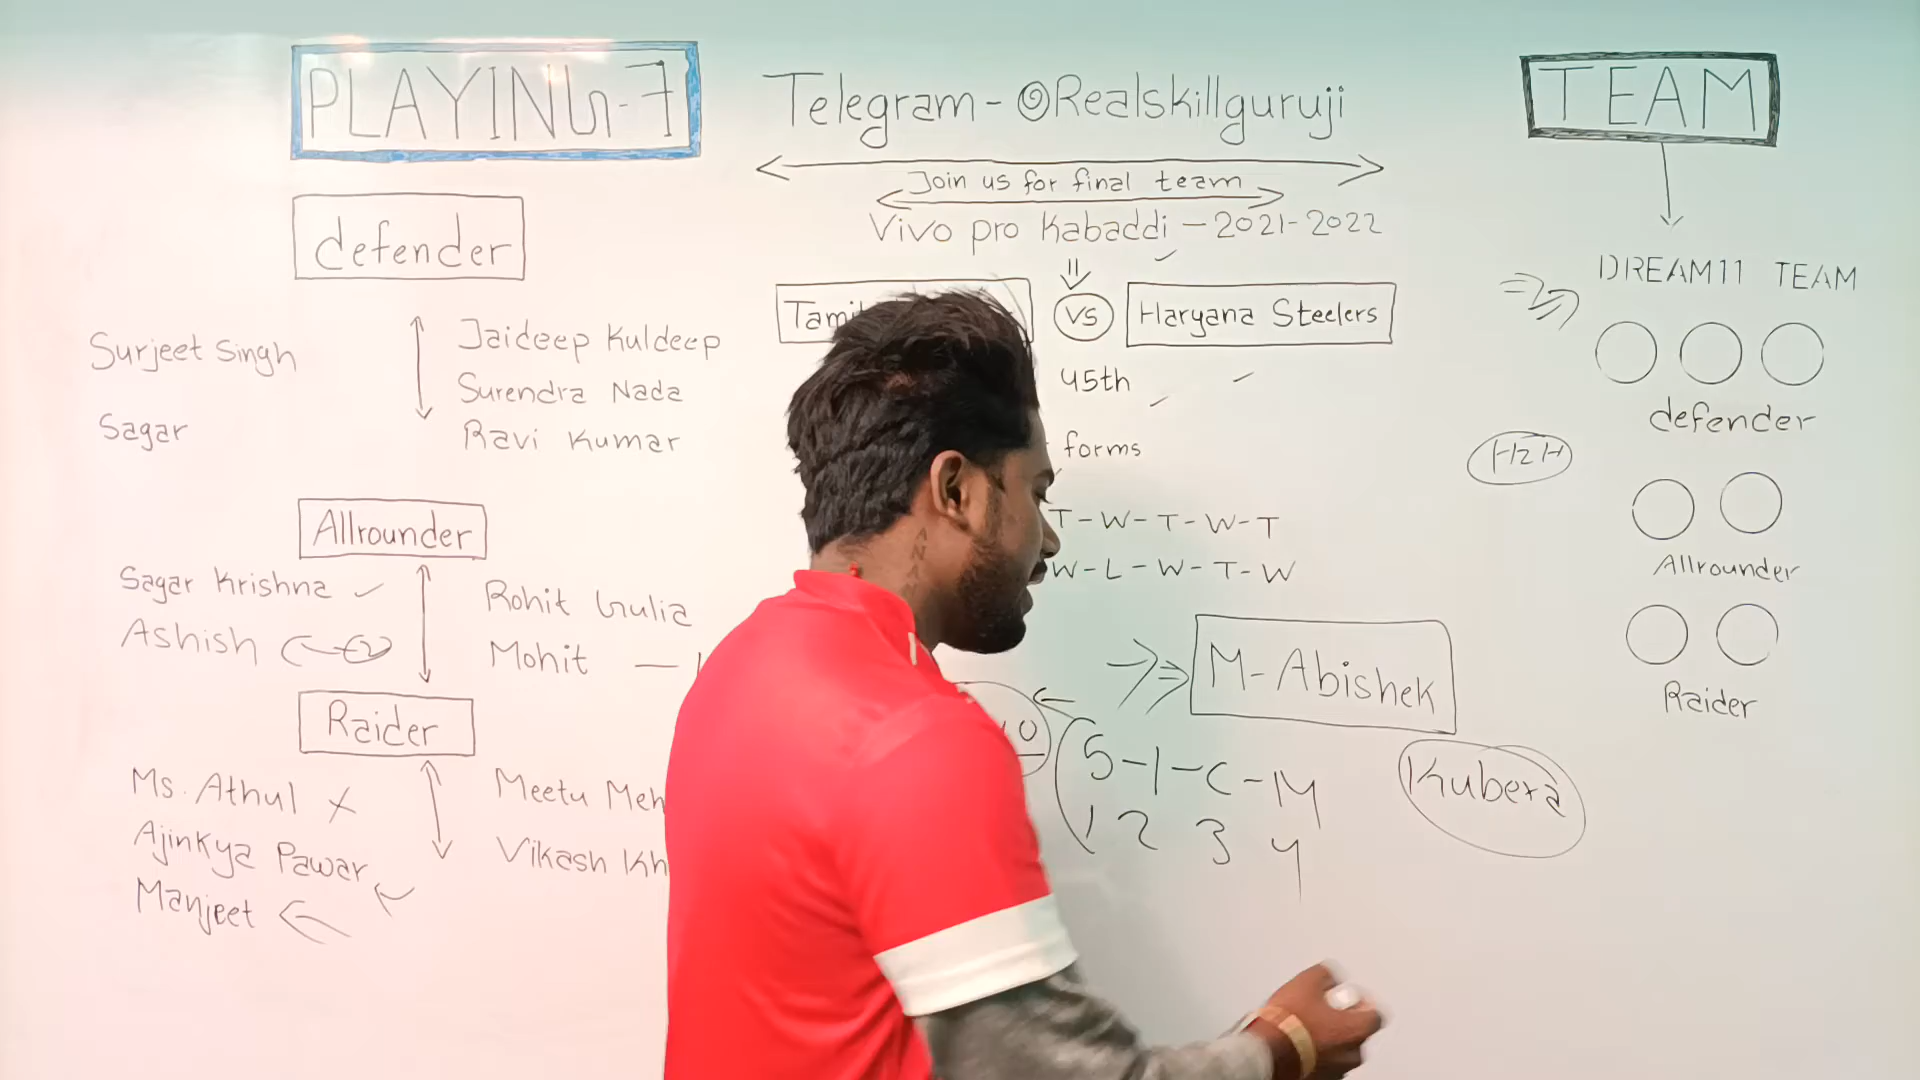 PLAYING-7
Telegram - @Realskillguruji
Join us for final team
Vivo pro Kabaddi - 2021-2022
Tami
VS
Haryana Steelers
45th
forms
T-W-T-W-T
W-L-W-T-W
M-Abishek
5-1-C-M
1 2 3 4
Kubera
defender
Surjeet Singh
Sagar
Jaideep Kuldeep
Surendra Nada
Ravi Kumar
Allrounder
Sagar Krishna
Ashish
Rohit Gulia
Mohit
Raider
Ms. Athul
Ajinkya Pawar
Manjeet
Meetu Meh
Vikash Kh
TEAM
DREAM11 TEAM
defender
H2H
Allrounder
Raider